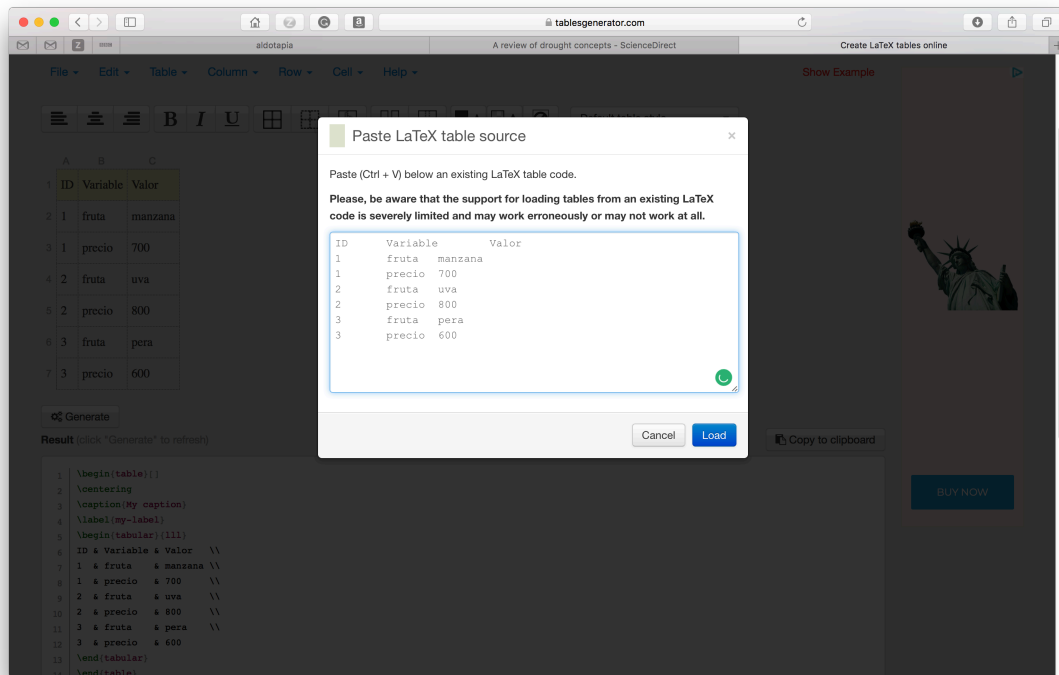 tablesgenerator.com
aldotapia
A review of drought concepts - ScienceDirect
Create LaTeX tables online
File Edit Table Column Row Cell Help
Show Example
B I U
Default table style
A B C
1 ID Variable Valor
2 1 fruta manzana
3 1 precio 700
4 2 fruta uva
5 2 precio 800
6 3 fruta pera
7 3 precio 600
Paste LaTeX table source ×
Paste (Ctrl + V) below an existing LaTeX table code.
Please, be aware that the support for loading tables from an existing LaTeX
code is severely limited and may work erroneously or may not work at all.
ID Variable Valor
1 fruta manzana
1 precio 700
2 fruta uva
2 precio 800
3 fruta pera
3 precio 600
Cancel Load
Generate
Result (click "Generate" to refresh)
Copy to clipboard
1 \begin{table}[]
2 \centering
3 \caption{My caption}
4 \label{my-label}
5 \begin{tabular}{lll}
6 ID & Variable & Valor \\
7 1 & fruta & manzana \\
8 1 & precio & 700 \\
9 2 & fruta & uva \\
10 2 & precio & 800 \\
11 3 & fruta & pera \\
12 3 & precio & 600
13 \end{tabular}
14 \end{table}
BUY NOW